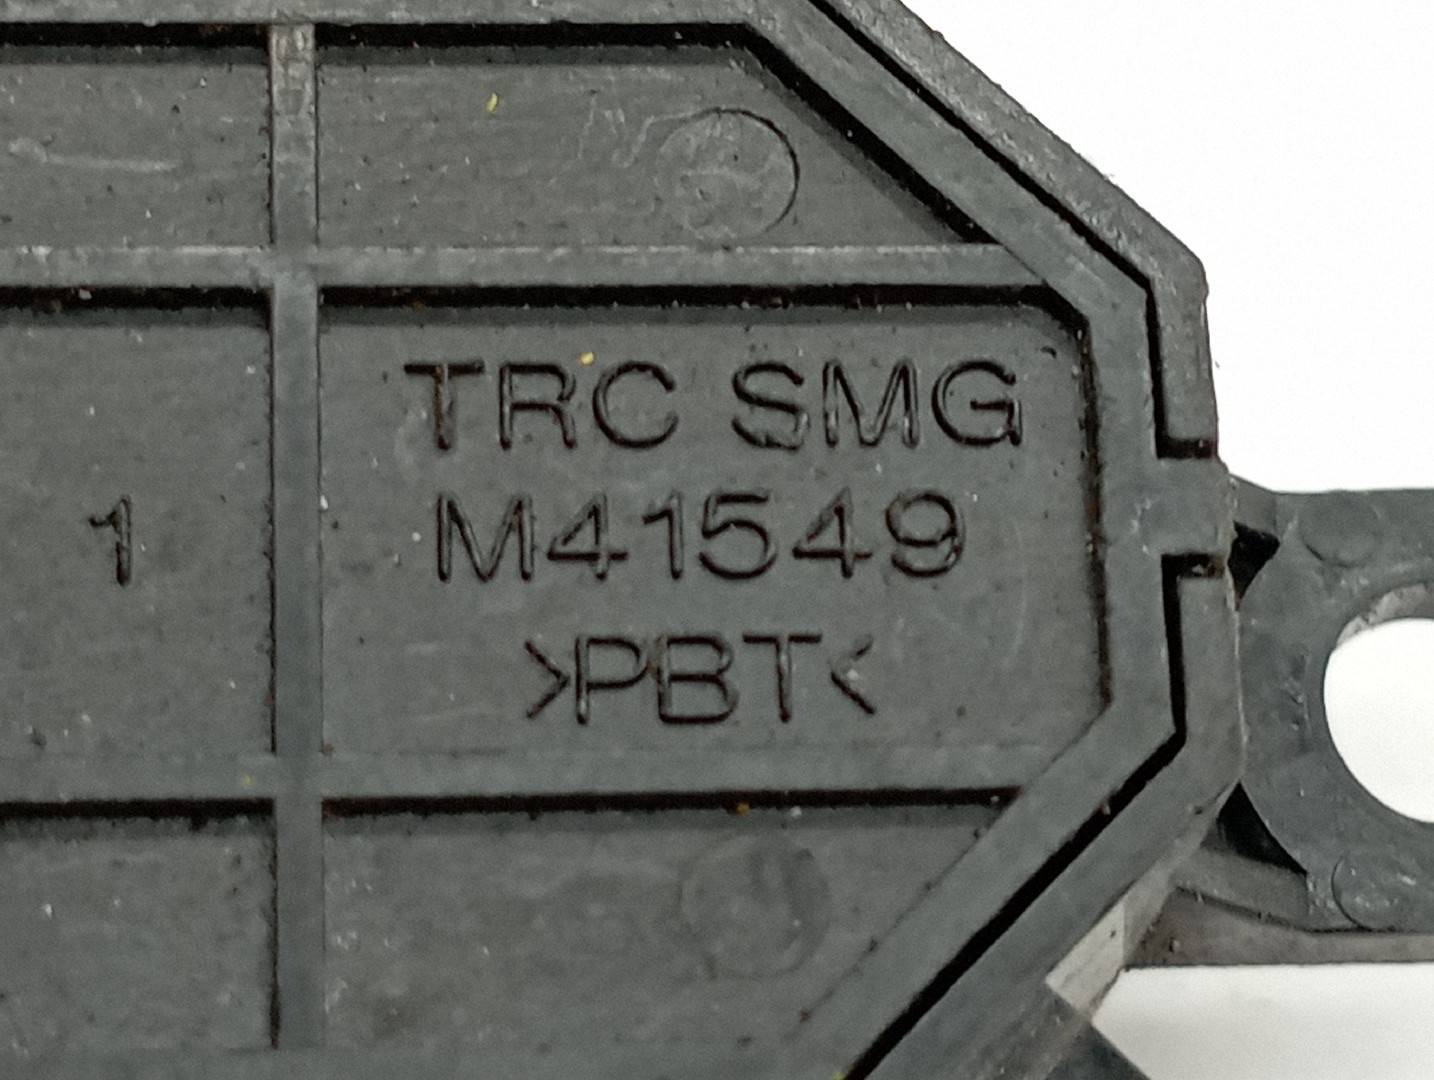 TRC SMG
1
M41549
>PBT<